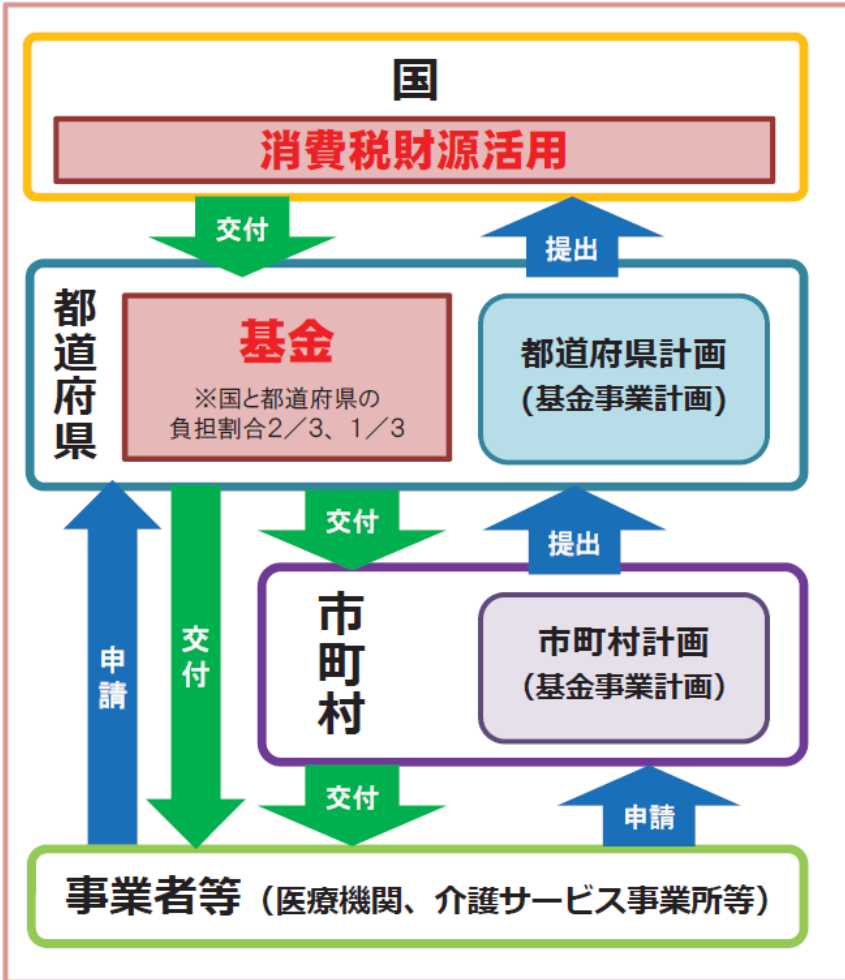 国
消費税財源活用
交付
提出
都道府県
基金
※国と都道府県の
負担割合2／3、1／3
都道府県計画
(基金事業計画)
交付
提出
申請
交付
市町村
市町村計画
（基金事業計画）
交付
申請
事業者等（医療機関、介護サービス事業所等）